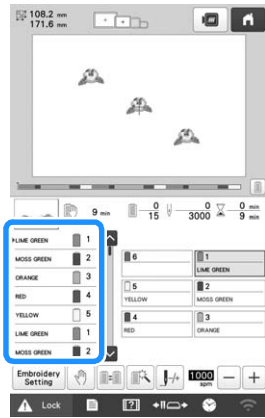 108.2 mm
171.6 mm
9 min
0
15
0
3000
0 min
9 min
LIME GREEN 1
MOSS GREEN 2
ORANGE 3
RED 4
YELLOW 5
LIME GREEN 1
MOSS GREEN 2
6
1
LIME GREEN
5
YELLOW
2
MOSS GREEN
4
RED
3
ORANGE
Embroidery
Setting
1000
spm
Lock